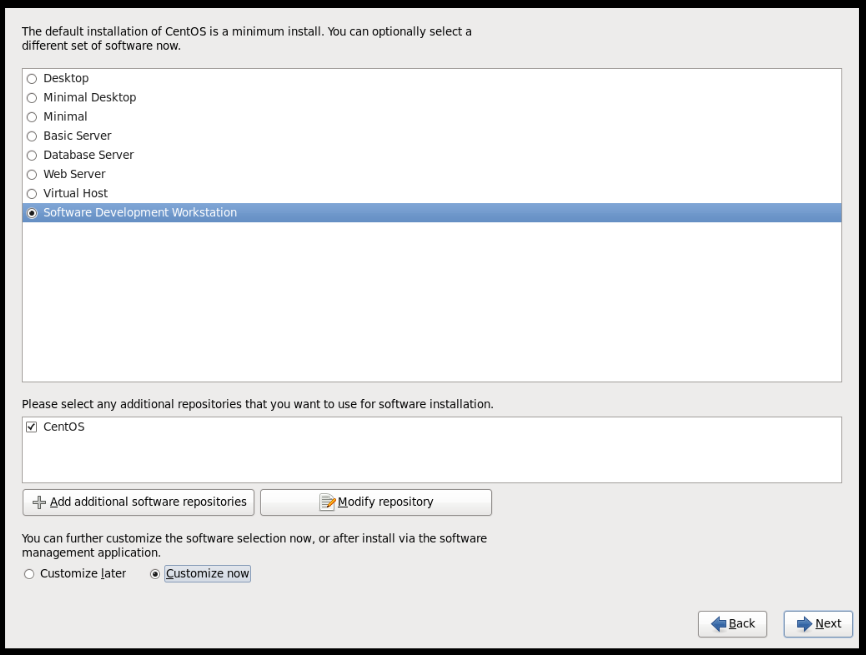 The default installation of CentOS is a minimum install. You can optionally select a
different set of software now.
Desktop
Minimal Desktop
Minimal
Basic Server
Database Server
Web Server
Virtual Host
Software Development Workstation
Please select any additional repositories that you want to use for software installation.
CentOS
Add additional software repositories Modify repository
You can further customize the software selection now, or after install via the software
management application.
Customize later Customize now
Back Next